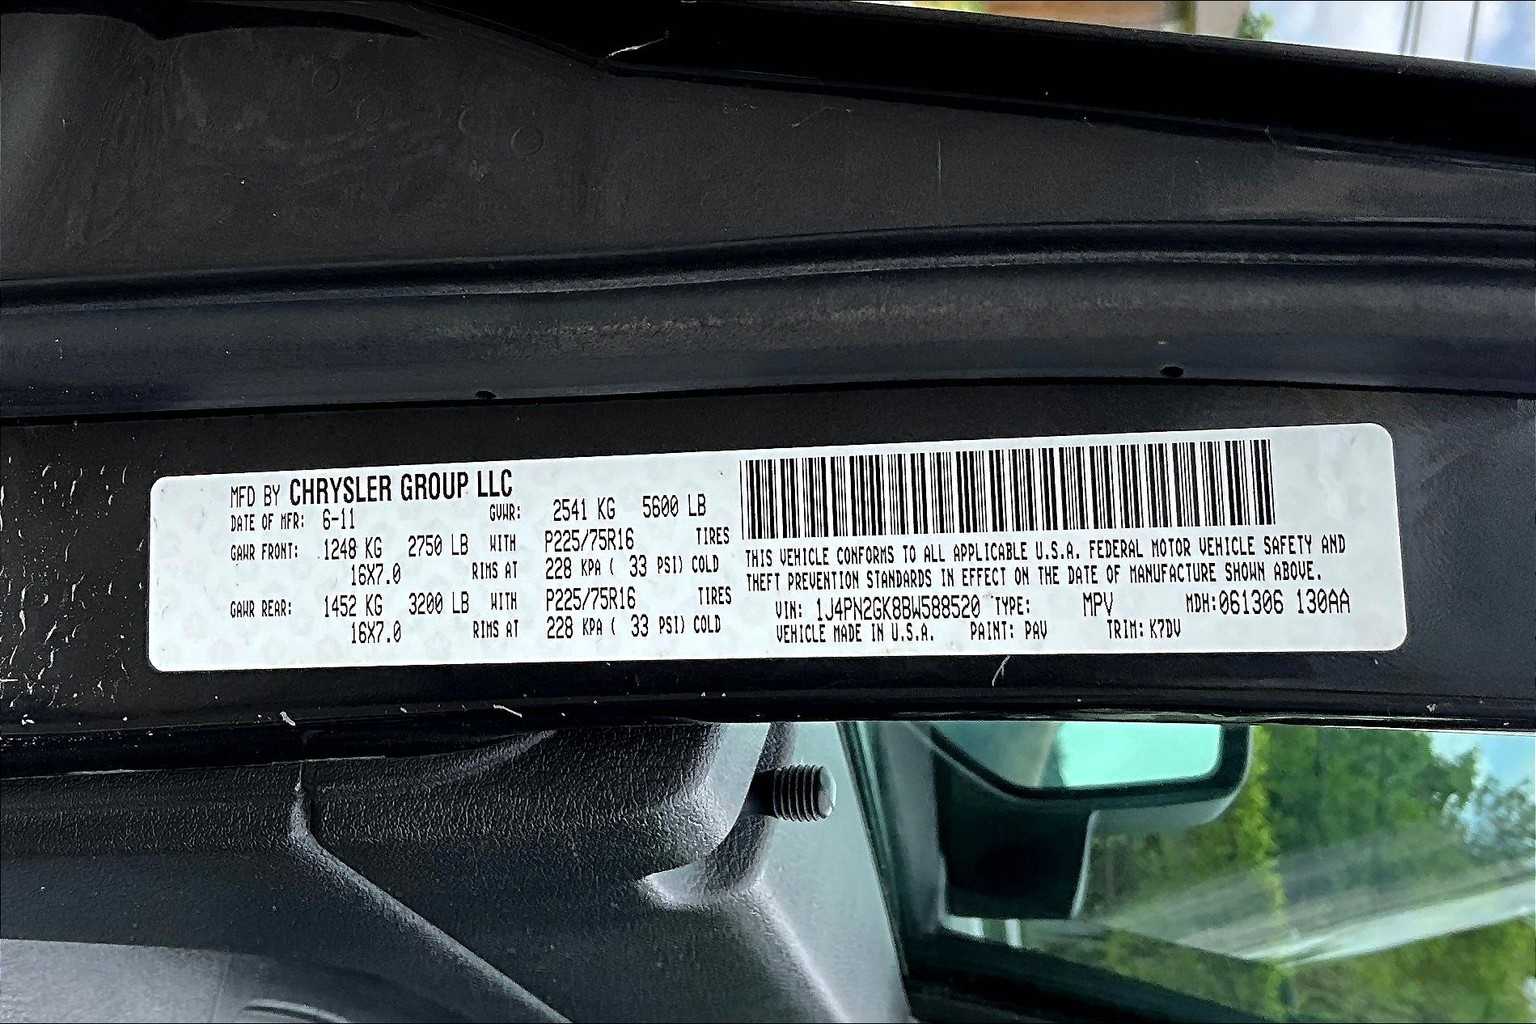 MFD BY CHRYSLER GROUP LLC
DATE OF MFR: 6-11 GVWR: 2541 KG 5600 LB
GAWR FRONT: 1248 KG 2750 LB WITH P225/75R16 TIRES
16X7.0 RIMS AT 228 KPA ( 33 PSI) COLD
GAWR REAR: 1452 KG 3200 LB WITH P225/75R16 TIRES
16X7.0 RIMS AT 228 KPA ( 33 PSI) COLD
THIS VEHICLE CONFORMS TO ALL APPLICABLE U.S.A. FEDERAL MOTOR VEHICLE SAFETY AND
THEFT PREVENTION STANDARDS IN EFFECT ON THE DATE OF MANUFACTURE SHOWN ABOVE.
VIN: 1J4PN2GK8BW588520 TYPE: MPV MDH:061306 130AA
VEHICLE MADE IN U.S.A. PAINT: PAV TRIM: K7DV